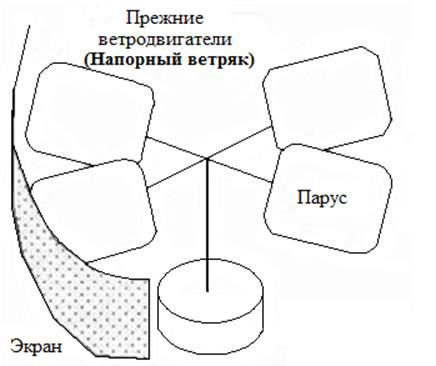 Прежние
ветродвигатели
(Напорный ветряк)
Парус
Экран